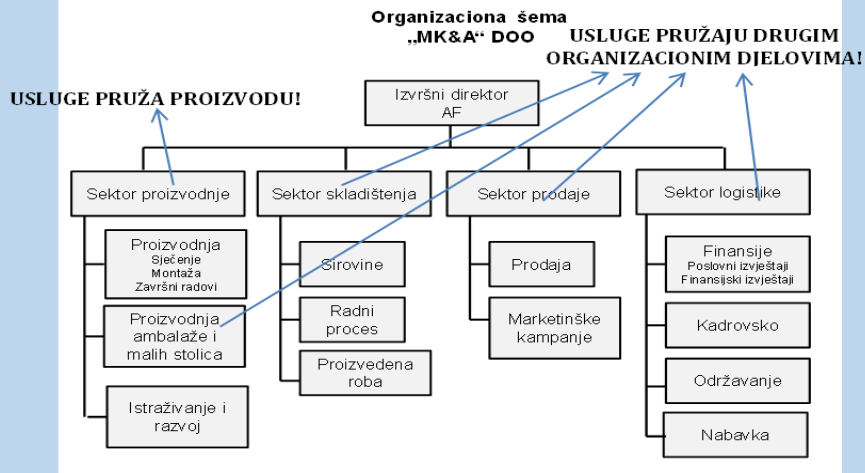 Organizaciona šema
„MK&A“ DOO
USLUGE PRUŽAJU DRUGIM
ORGANIZACIONIM DJELOVIMA!
USLUGE PRUŽA PROIZVODU!
Izvršni direktor
AF
Sektor proizvodnje
Sektor skladištenja
Sektor prodaje
Sektor logistike
Proizvodnja
Sječenje
Montaža
Završni radovi
Proizvodnja
ambalaže i
malih stolica
Istraživanje i
razvoj
Sirovine
Radni
proces
Proizvedena
roba
Prodaja
Marketinške
kampanje
Finansije
Poslovni izvještaji
Finansijski izvještaji
Kadrovsko
Održavanje
Nabavka